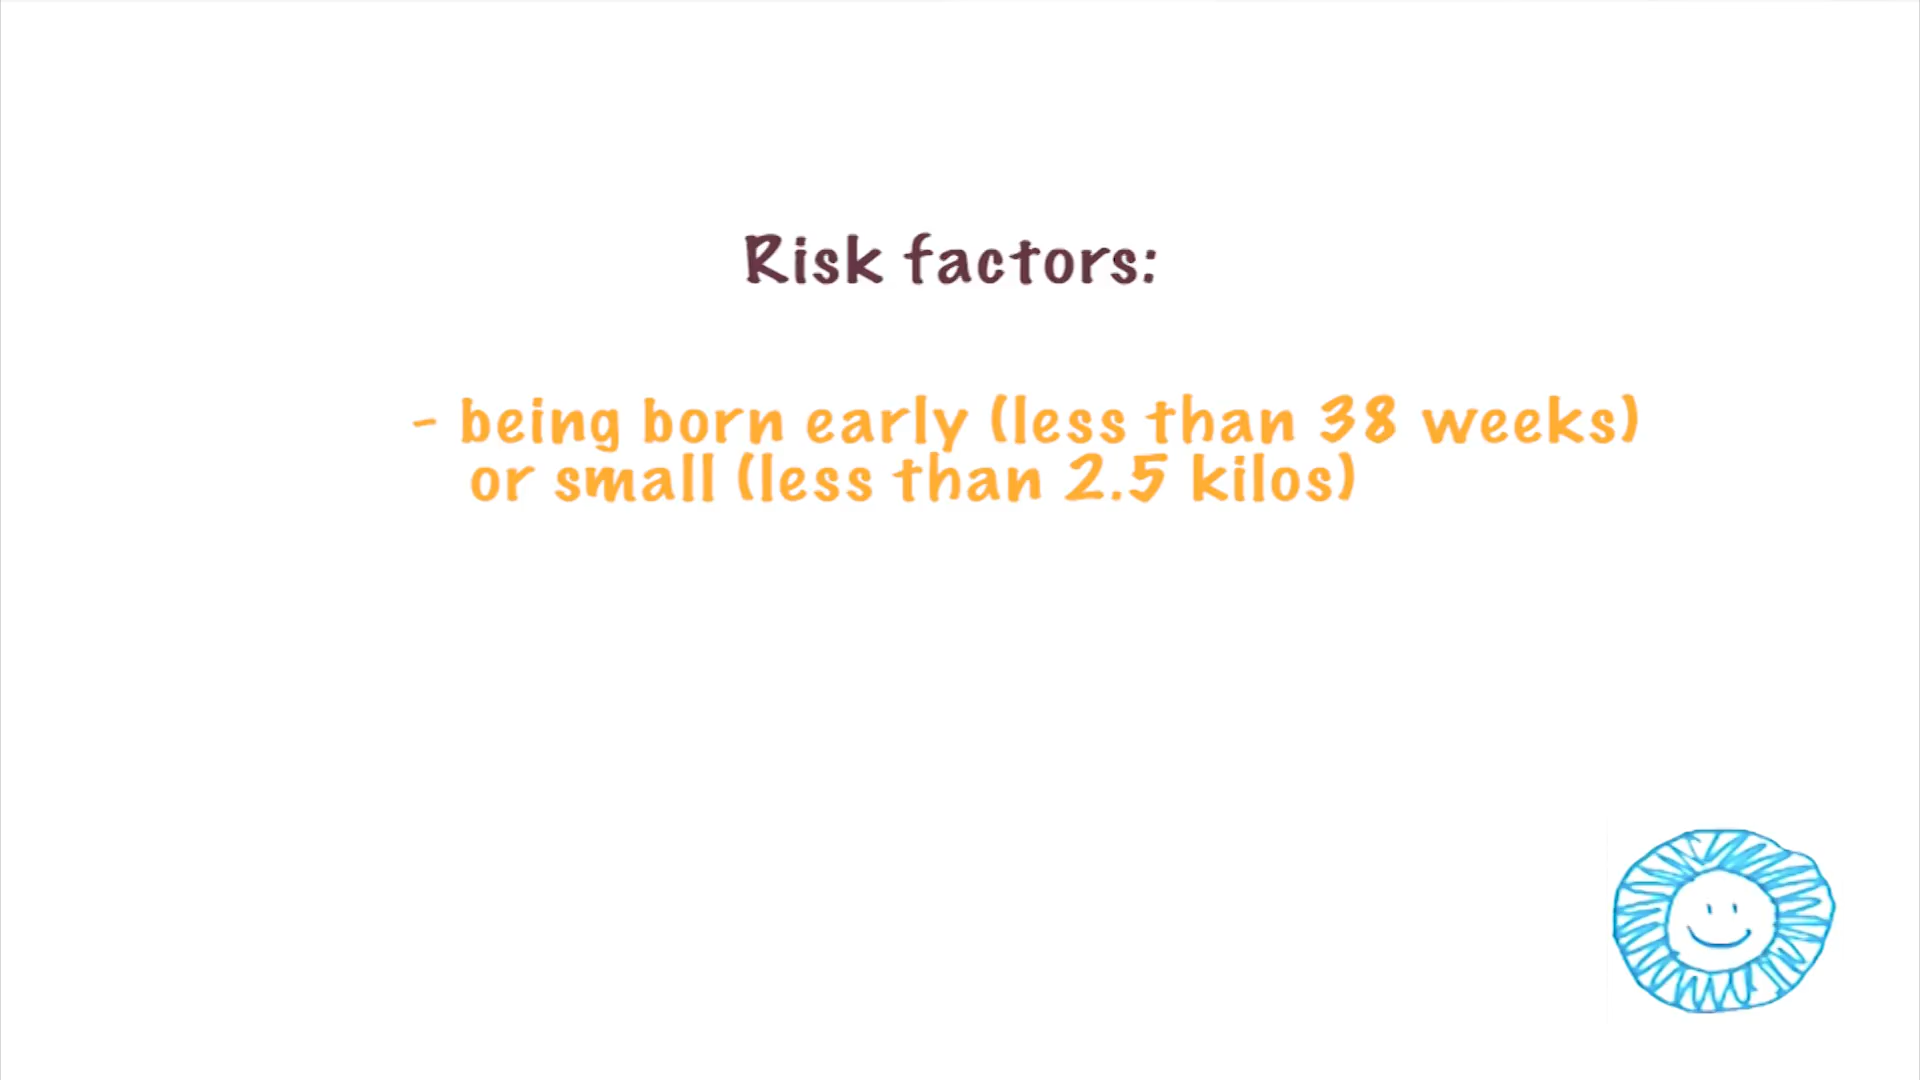 Risk factors:
- being born early (less than 38 weeks)
or small (less than 2.5 kilos)